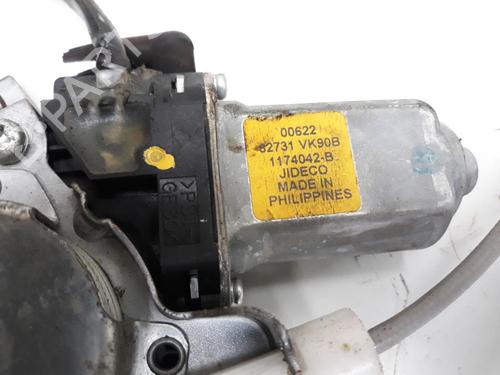 00622
82731 VK90B
1174042-B
JIDECO
MADE IN
PHILIPPINES